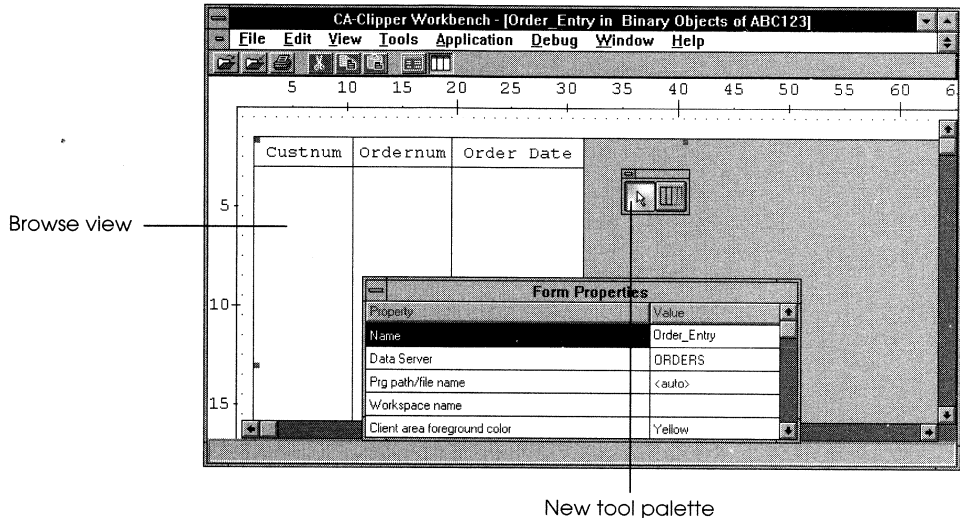 CA-Clipper Workbench - [Order_Entry in Binary Objects of ABC123]
File Edit View Tools Application Debug Window Help
5 10 15 20 25 30 35 40 45 50 55 60 6
Custnum Ordernum Order Date
5
Browse view
Form Properties
10
Property Value
Name Order_Entry
Data Server ORDERS
Prg path/file name <auto>
Workspace name
15
Client area foreground color Yellow
New tool palette